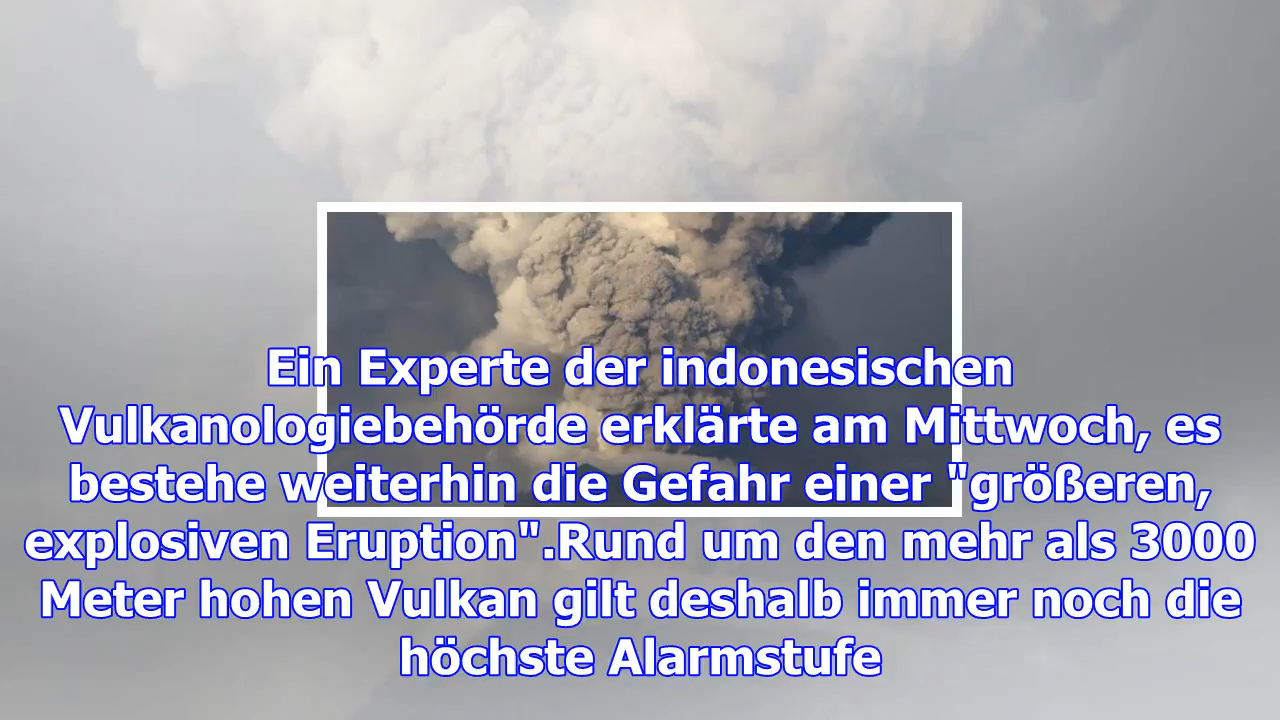 Ein Experte der indonesischen
Vulkanologiebehörde erklärte am Mittwoch, es
bestehe weiterhin die Gefahr einer "größeren,
explosiven Eruption".Rund um den mehr als 3000
Meter hohen Vulkan gilt deshalb immer noch die
höchste Alarmstufe